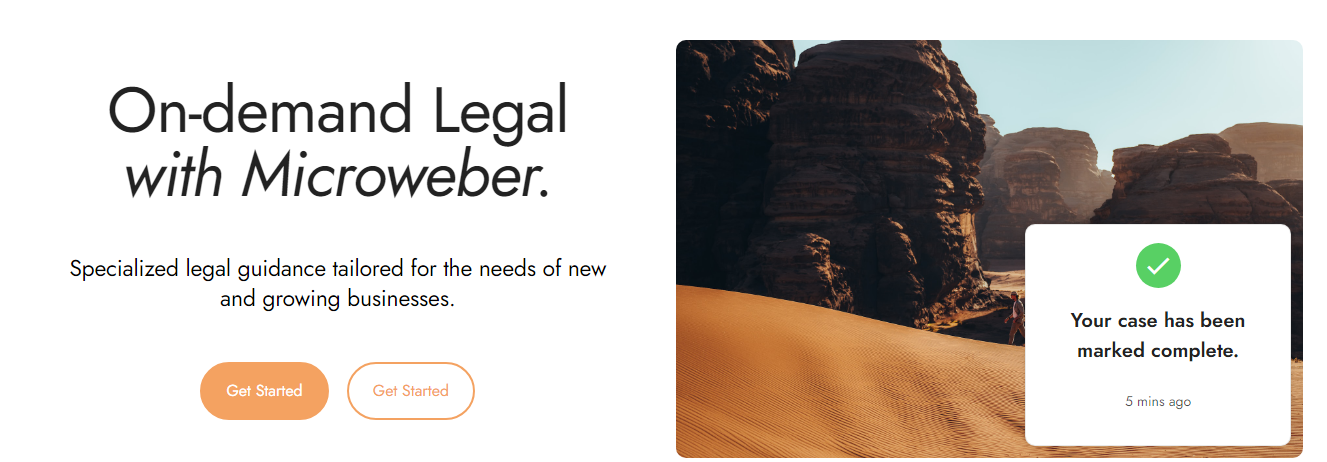 On-demand Legal
with Microweber.
Specialized legal guidance tailored for the needs of new
and growing businesses.
Get Started
Get Started
Your case has been
marked complete.
5 mins ago